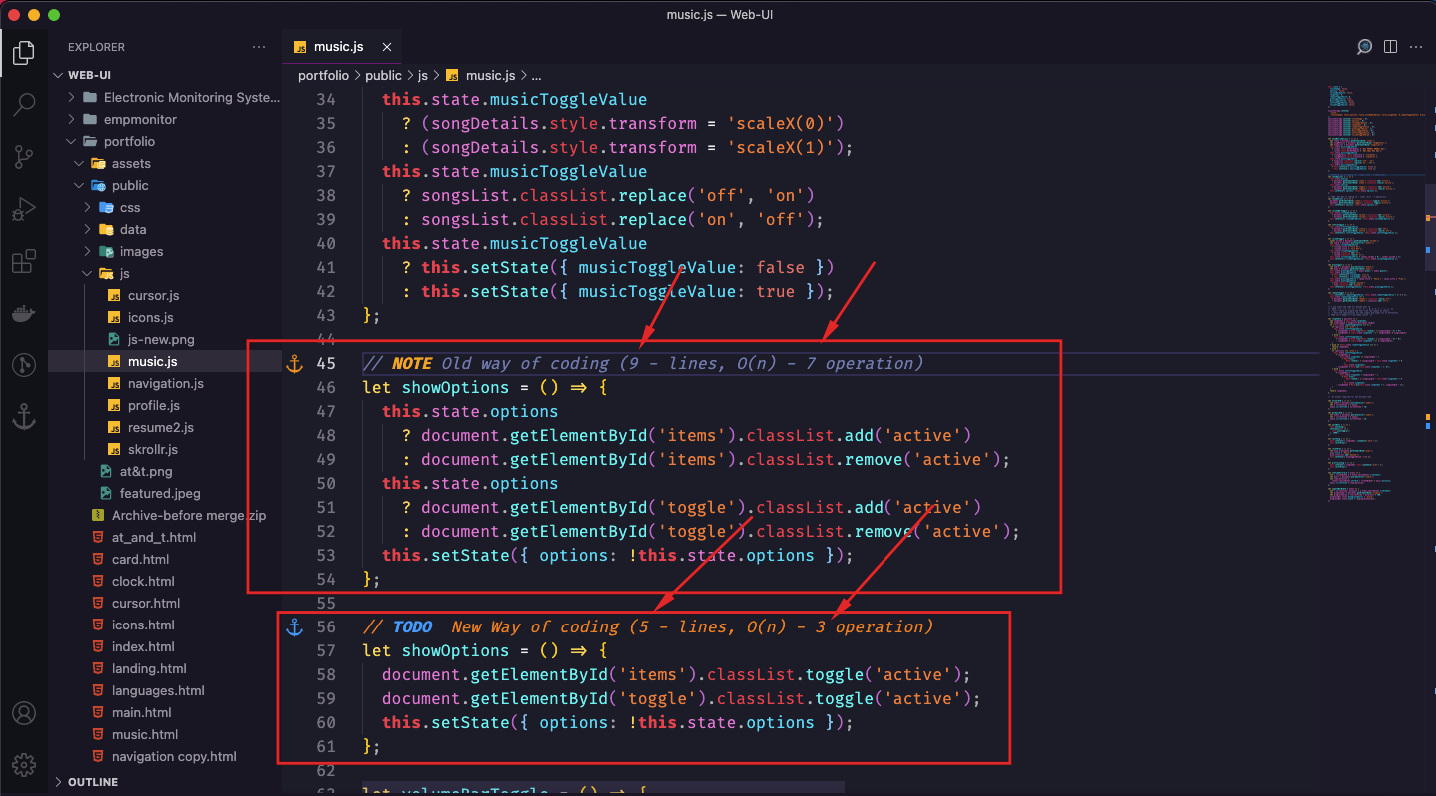 music.js — Web-UI
EXPLORER
music.js
WEB-UI
Electronic Monitoring Syste...
empmonitor
portfolio
assets
public
css
data
images
js
cursor.js
icons.js
js-new.png
music.js
navigation.js
profile.js
resume2.js
skrollr.js
at&t.png
featured.jpeg
Archive-before merge.zip
at_and_t.html
card.html
clock.html
cursor.html
icons.html
index.html
landing.html
languages.html
main.html
music.html
navigation copy.html
OUTLINE
portfolio > public > js > JS music.js > ...
34 this.state.musicToggleValue
35 ? (songDetails.style.transform = 'scaleX(0)')
36 : (songDetails.style.transform = 'scaleX(1)');
37 this.state.musicToggleValue
38 ? songsList.classList.replace('off', 'on')
39 : songsList.classList.replace('on', 'off');
40 this.state.musicToggleValue
41 ? this.setState({ musicToggleValue: false })
42 : this.setState({ musicToggleValue: true });
43 };
44
45 // NOTE Old way of coding (9 - lines, O(n) - 7 operation)
46 let showOptions = () => {
47 this.state.options
48 ? document.getElementById('items').classList.add('active')
49 : document.getElementById('items').classList.remove('active');
50 this.state.options
51 ? document.getElementById('toggle').classList.add('active')
52 : document.getElementById('toggle').classList.remove('active');
53 this.setState({ options: !this.state.options });
54 };
55
56 // TODO New Way of coding (5 - lines, O(n) - 3 operation)
57 let showOptions = () => {
58 document.getElementById('items').classList.toggle('active');
59 document.getElementById('toggle').classList.toggle('active');
60 this.setState({ options: !this.state.options });
61 };
62
63 let volumeBarToggle = () => {